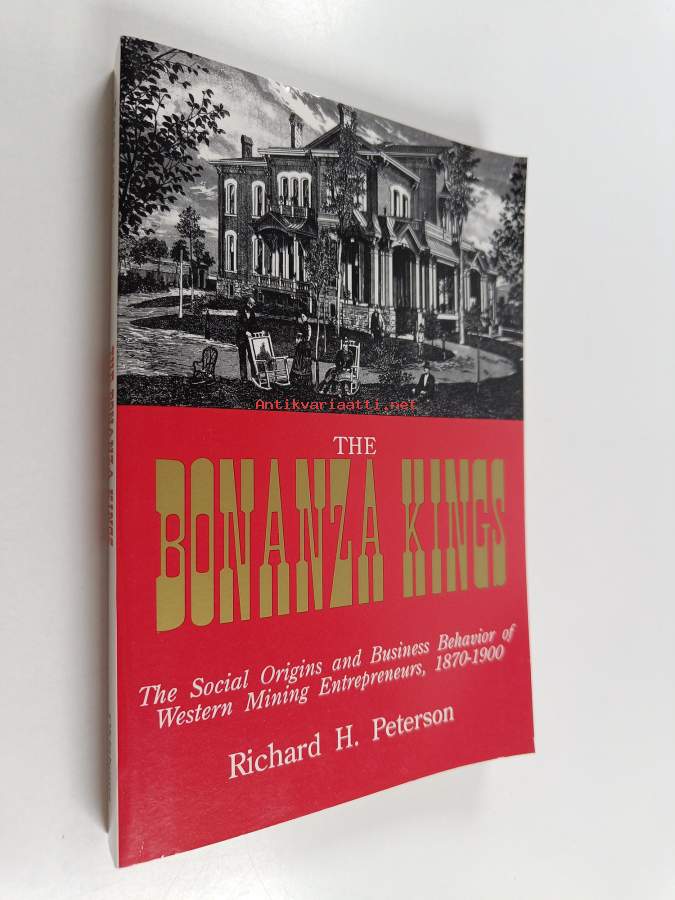 Antikvariaatti.net
THE
BONANZA KINGS
The Social Origins and Business Behavior of
Western Mining Entrepreneurs, 1870-1900
Richard H. Peterson
THE BONANZA KINGS